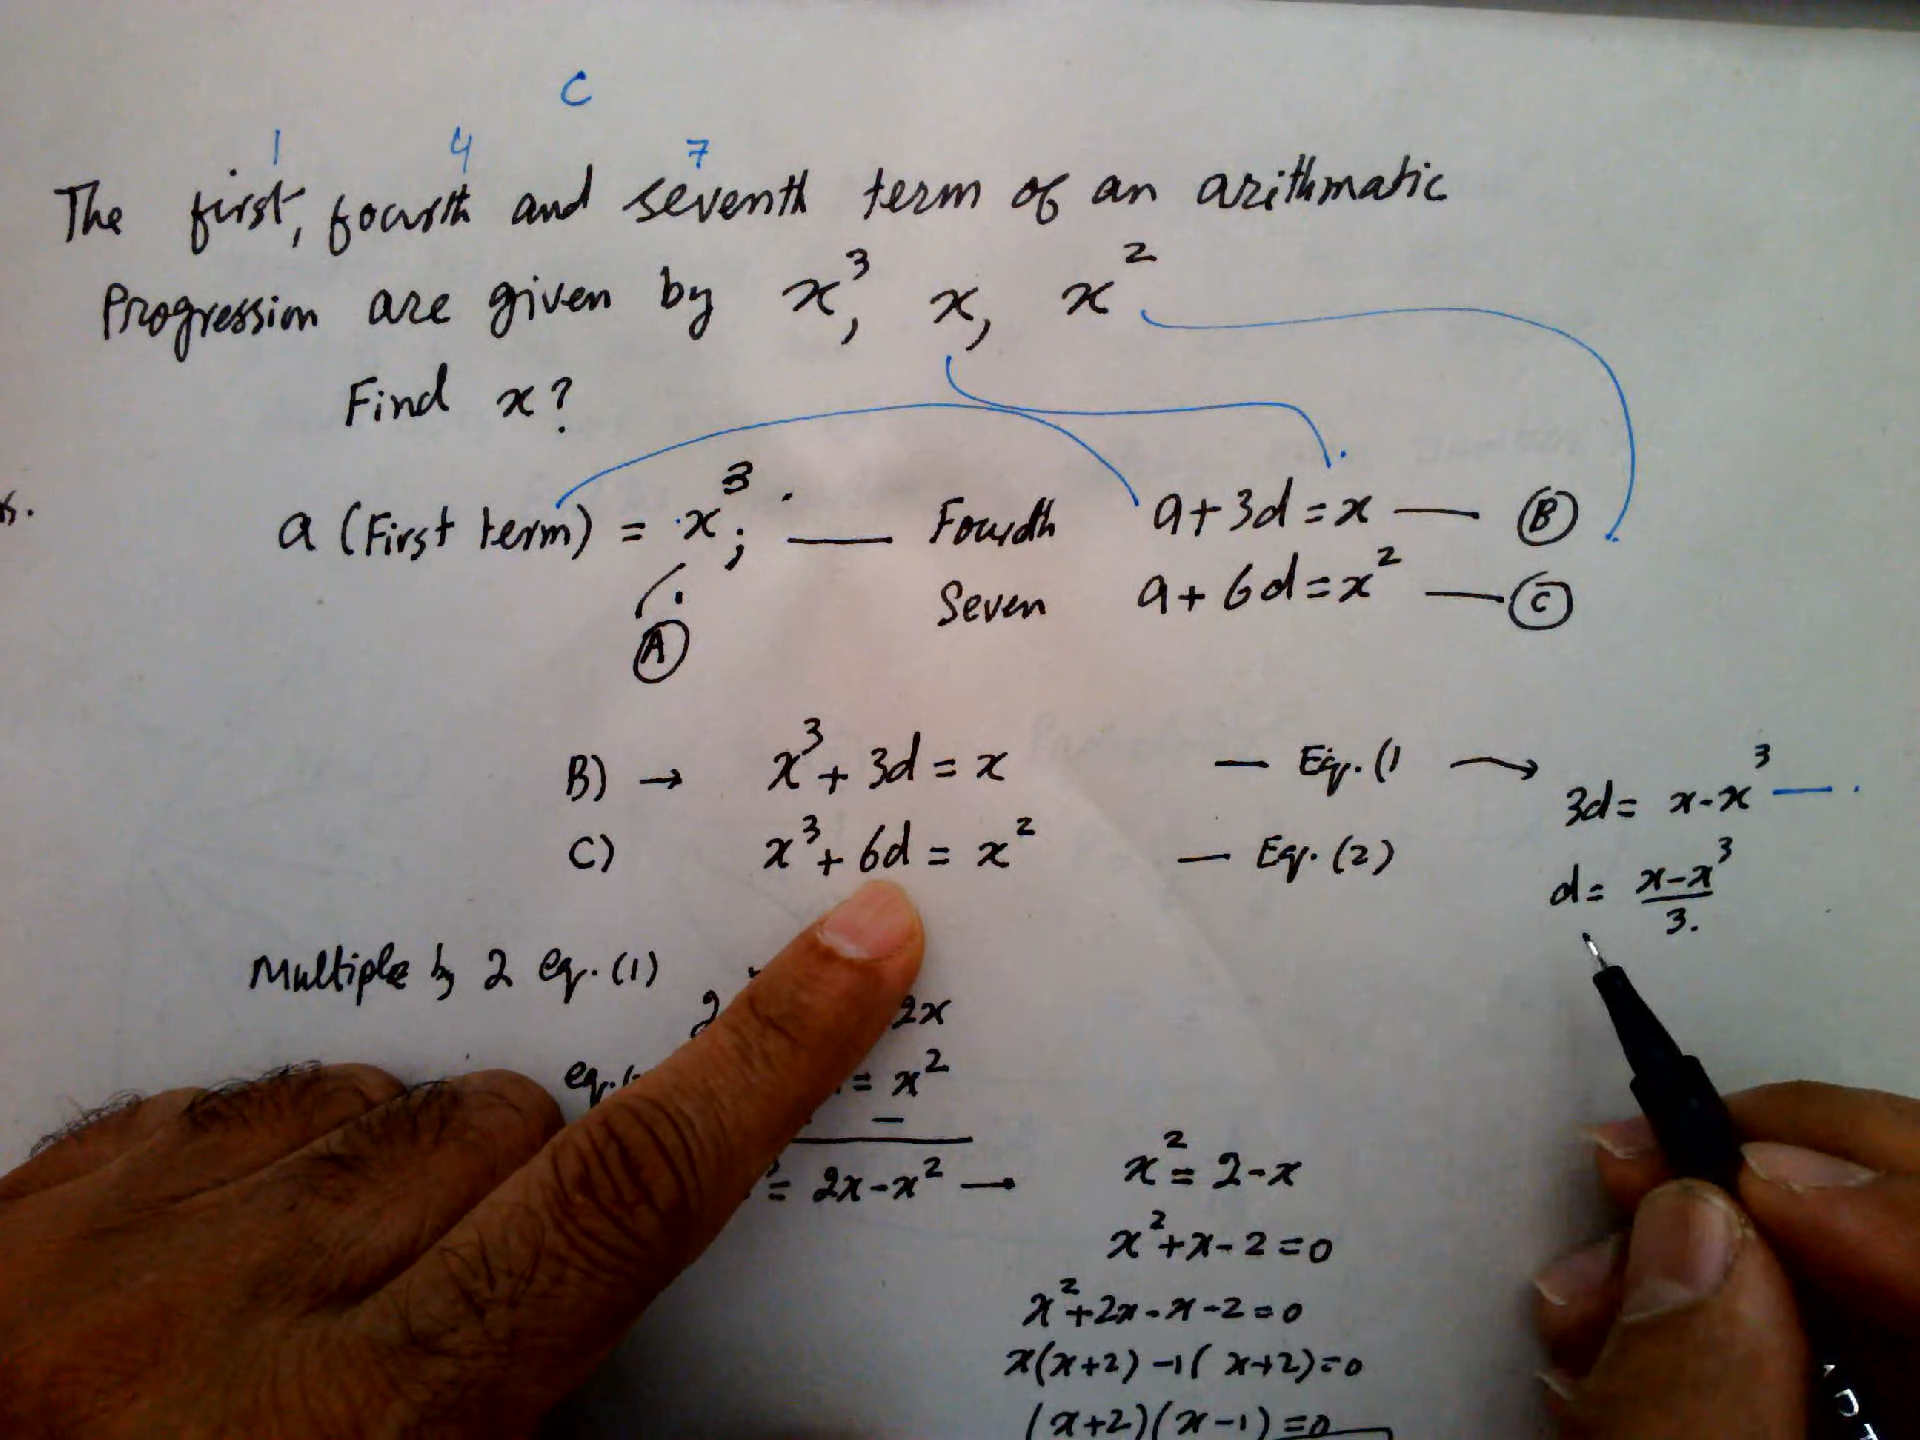 C
1 4 7
The first, fourth and seventh term of an arithmatic
Progression are given by x³, x, x²
Find x?
a (First term) = x³; — Fourth a+3d=x — (B)
Seven a+6d=x² — (C)
(A)
B) → x³+3d=x — Eq.(1 → 3d= x-x³ —
C) x³+6d=x² — Eq.(2)
d= x-x³/3.
Multiple by 2 eq.(1)
2 2x
eq.( = x²
–
= 2x-x² → x²=2-x
x²+x-2=0
x²+2x-x-2=0
x(x+2)-1(x+2)=0
(x+2)(x-1)=0